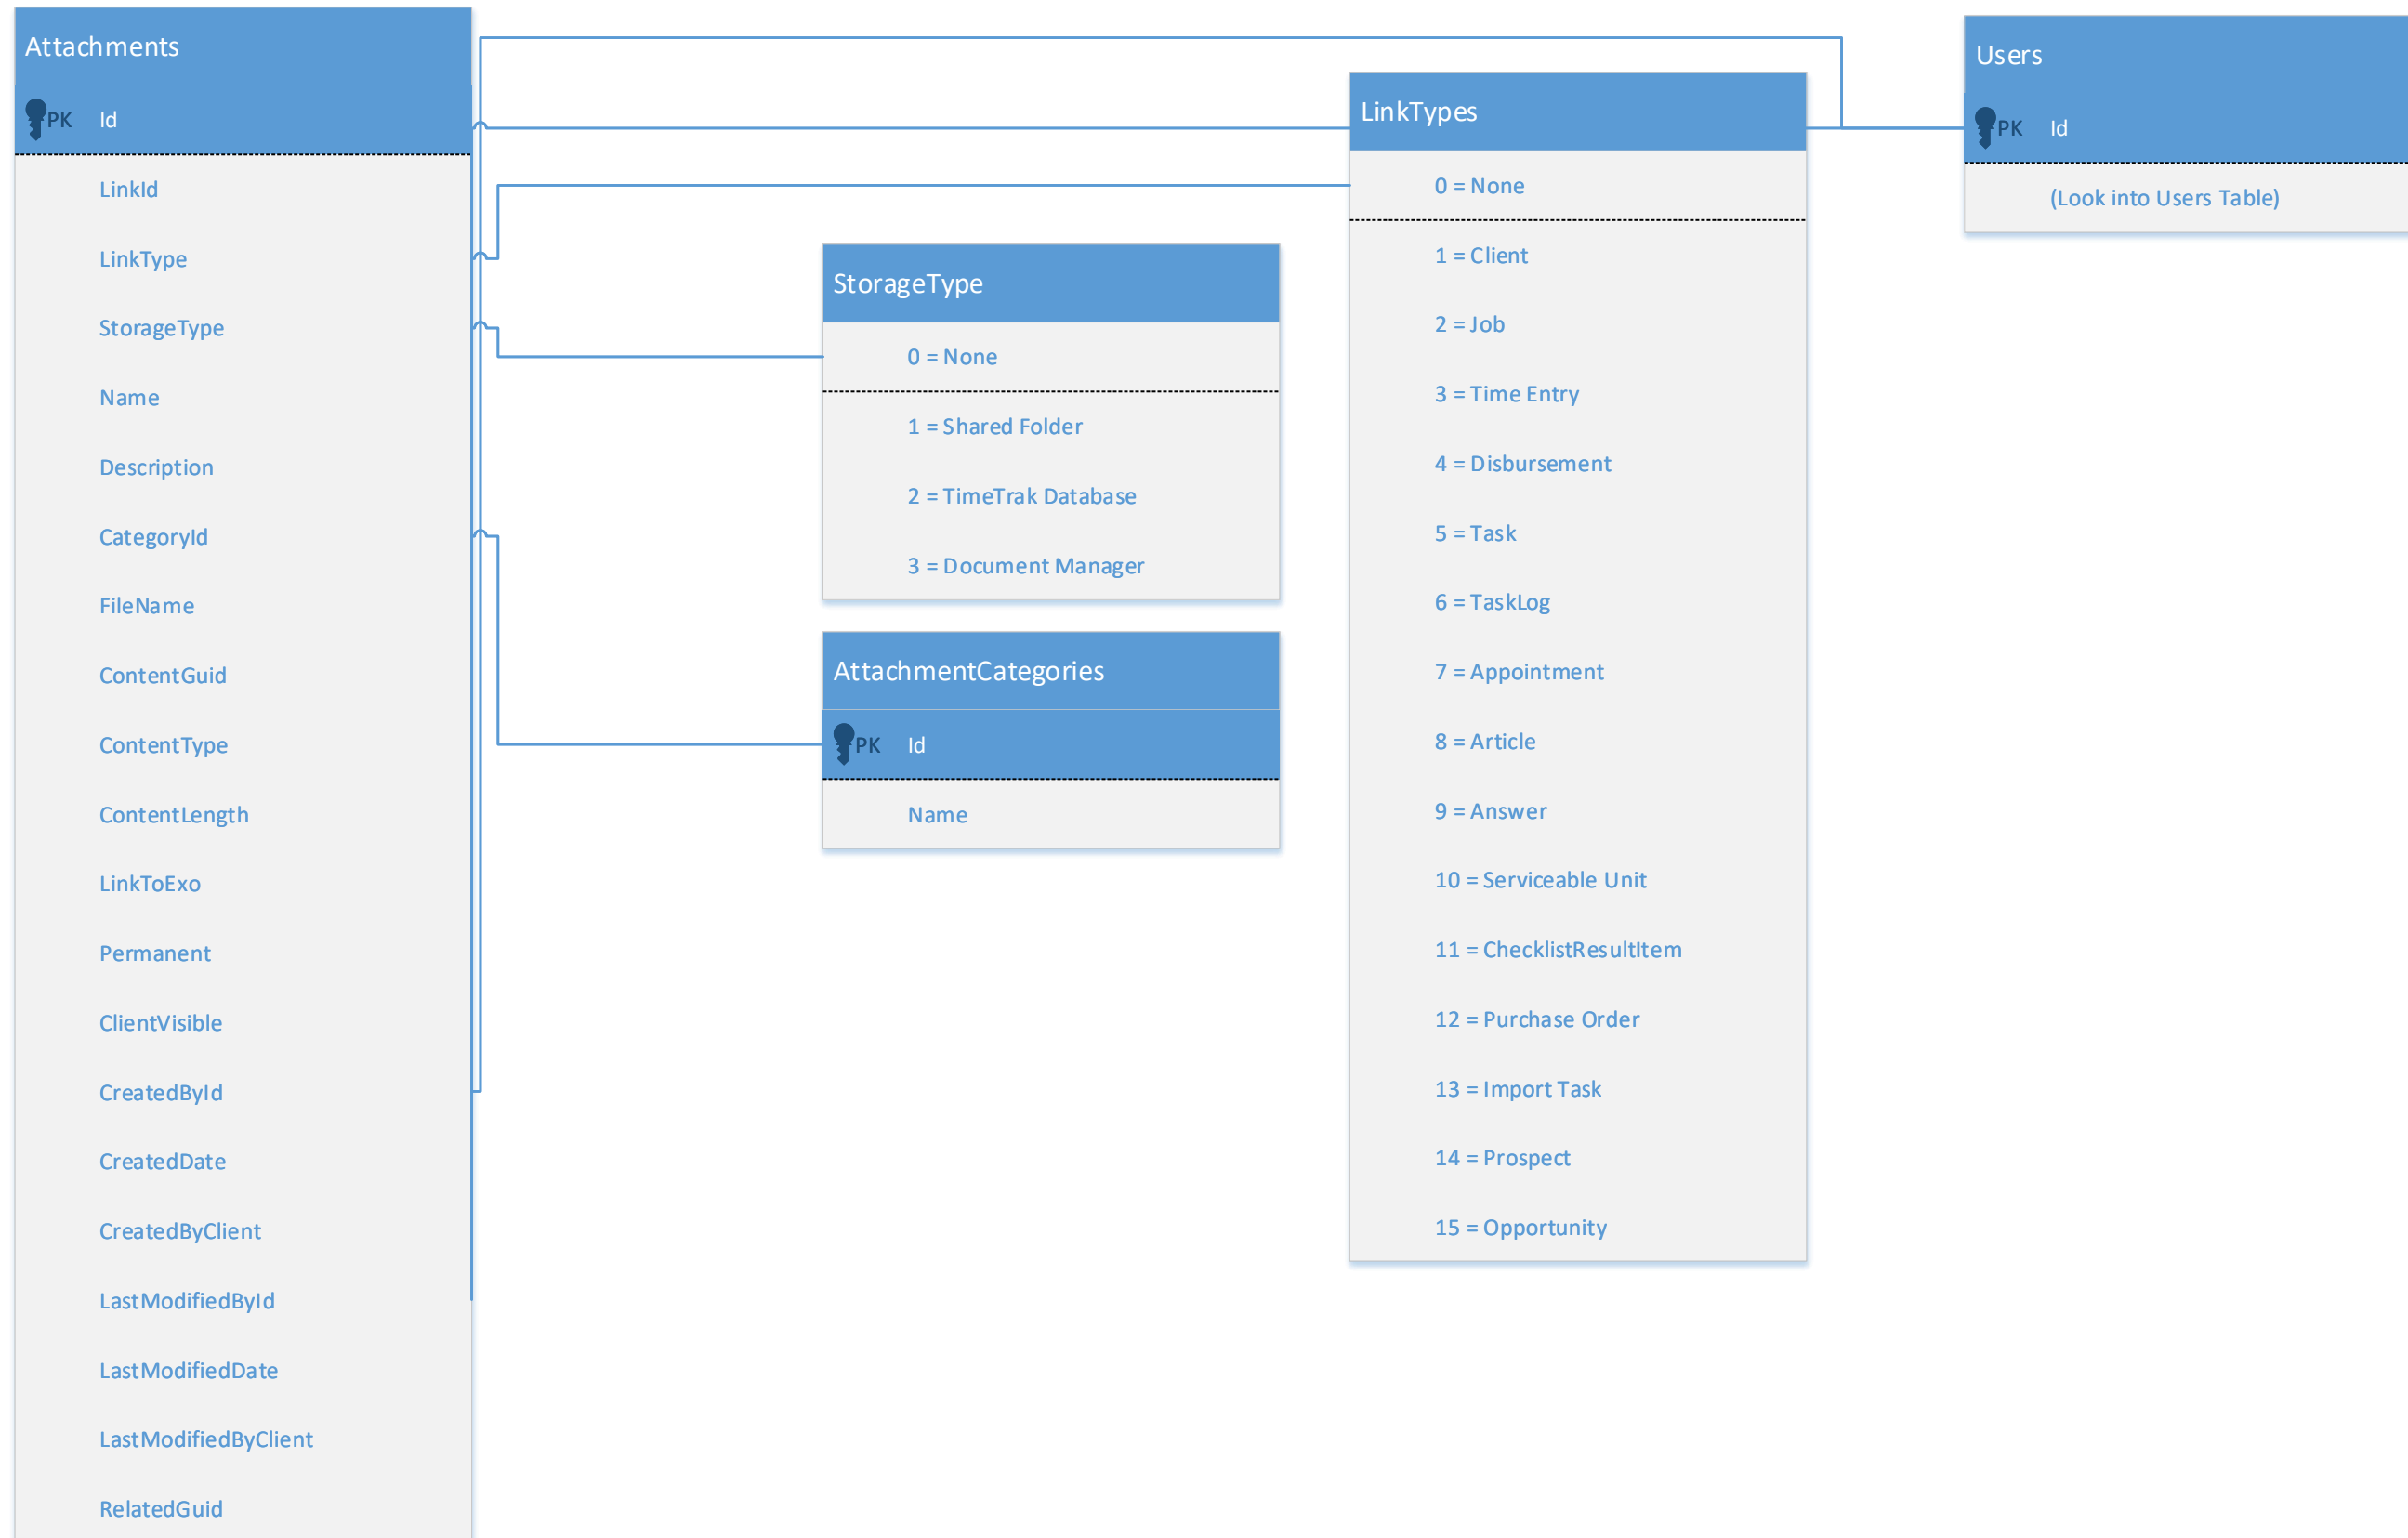 Attachments
PK Id
LinkId
LinkType
StorageType
Name
Description
CategoryId
FileName
ContentGuid
ContentType
ContentLength
LinkToExo
Permanent
ClientVisible
CreatedById
CreatedDate
CreatedByClient
LastModifiedById
LastModifiedDate
LastModifiedByClient
RelatedGuid
StorageType
0 = None
1 = Shared Folder
2 = TimeTrak Database
3 = Document Manager
AttachmentCategories
PK Id
Name
LinkTypes
0 = None
1 = Client
2 = Job
3 = Time Entry
4 = Disbursement
5 = Task
6 = TaskLog
7 = Appointment
8 = Article
9 = Answer
10 = Serviceable Unit
11 = ChecklistResultItem
12 = Purchase Order
13 = Import Task
14 = Prospect
15 = Opportunity
Users
PK Id
(Look into Users Table)